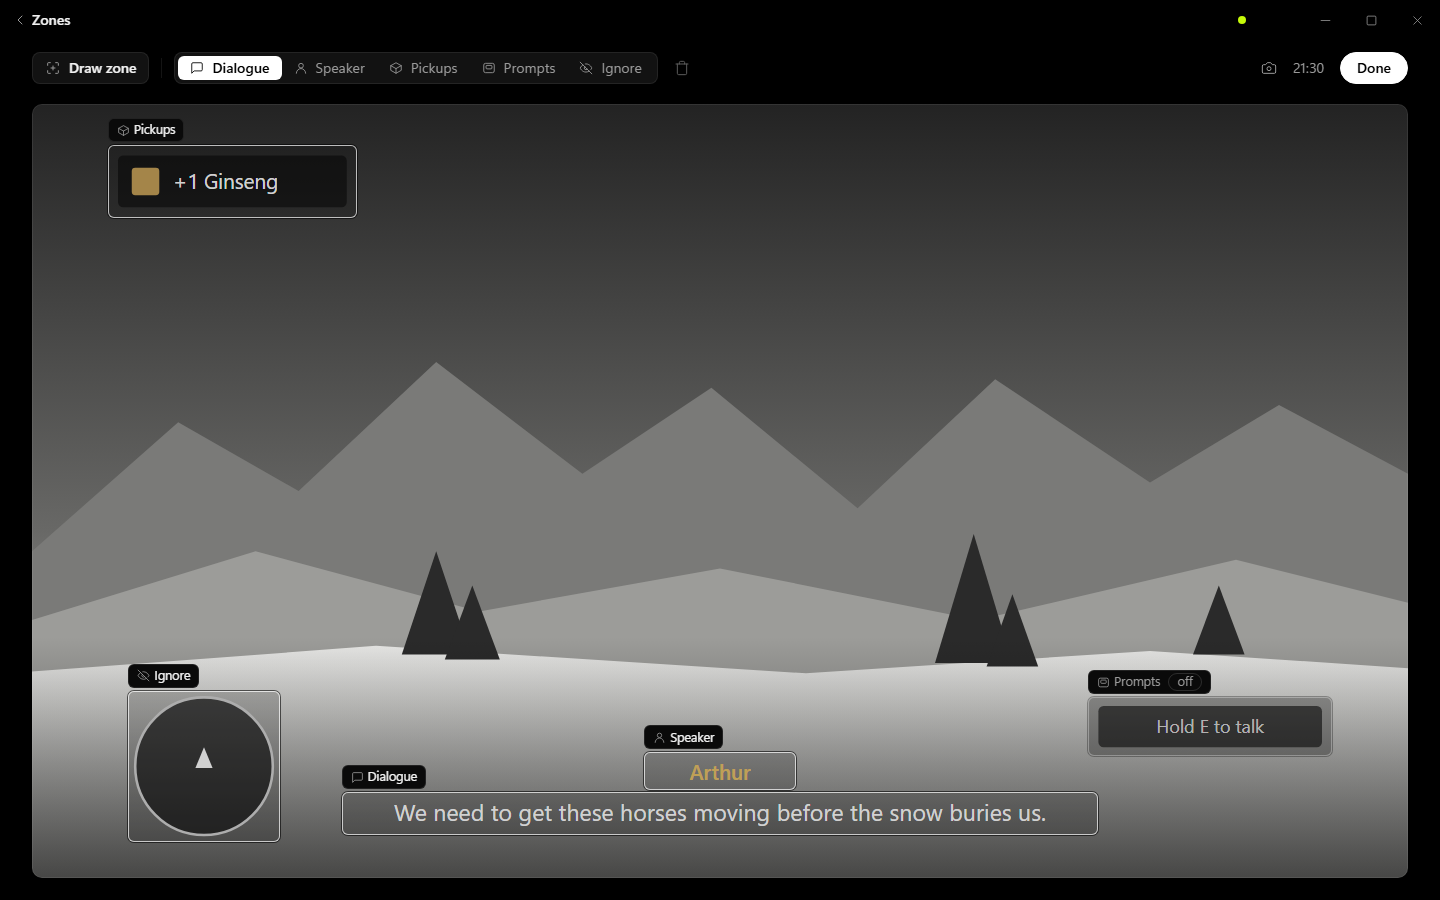 Zones
Draw zone
Dialogue
Speaker
Pickups
Prompts
Ignore
21:30
Done
Pickups
+1 Ginseng
Ignore
Prompts off
Hold E to talk
Speaker
Arthur
Dialogue
We need to get these horses moving before the snow buries us.